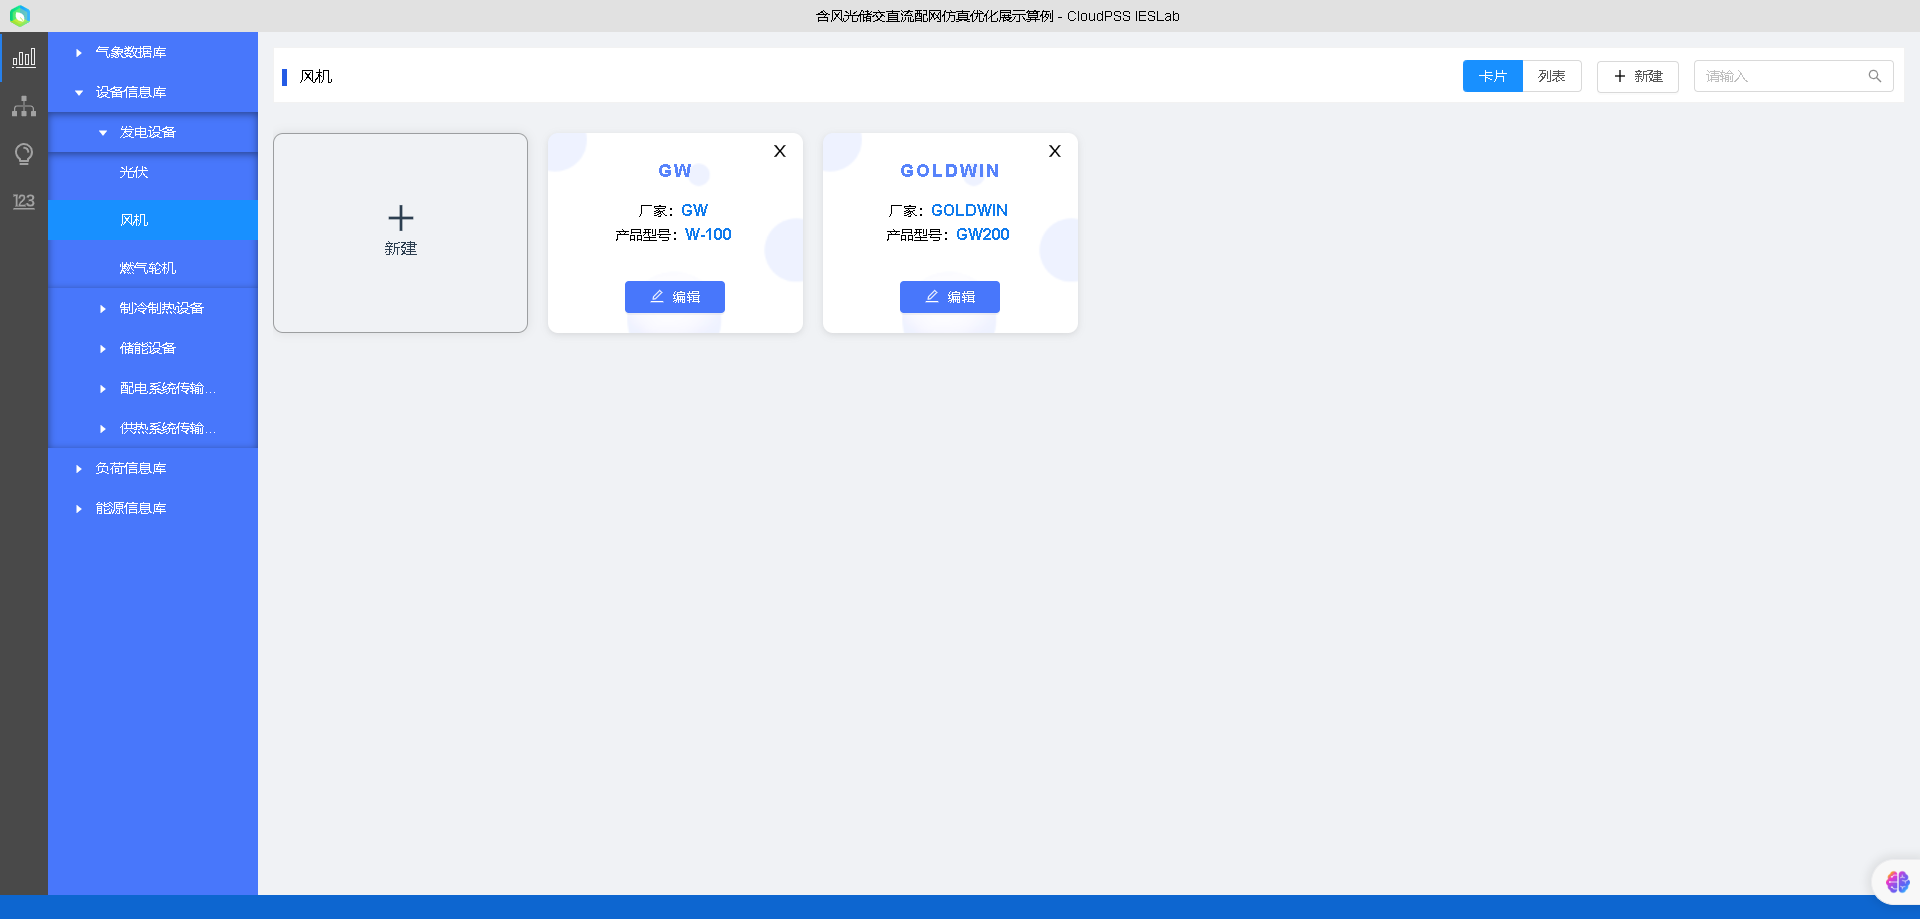 含风光储交直流配网仿真优化展示算例 - CloudPSS IESLab
123
气象数据库
设备信息库
发电设备
光伏
风机
燃气轮机
制冷制热设备
储能设备
配电系统传输...
供热系统传输...
负荷信息库
能源信息库
风机
卡片
列表
新建
请输入
新建
X
GW
厂家：GW
产品型号：W-100
编辑
X
GOLDWIN
厂家：GOLDWIN
产品型号：GW200
编辑